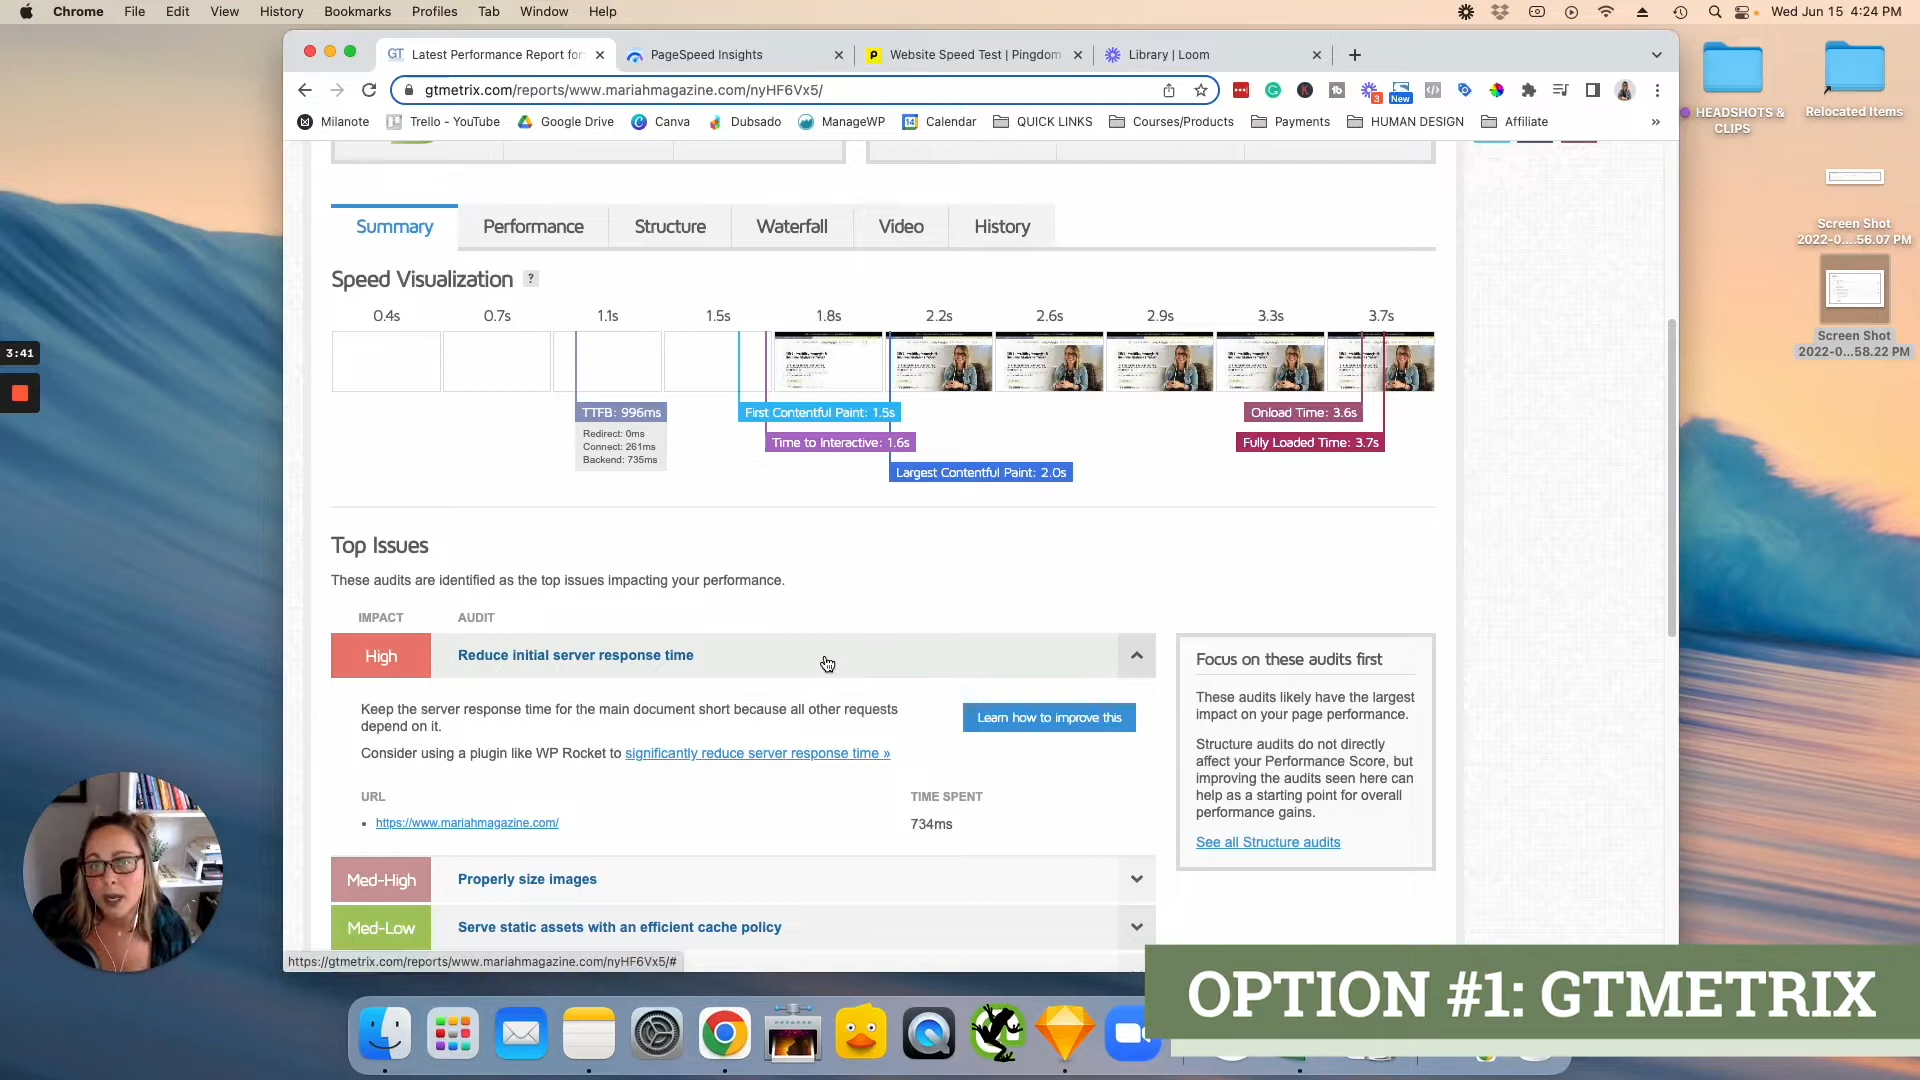 Chrome File Edit View History Bookmarks Profiles Tab Window Help Wed Jun 15 4:24 PM
GT Latest Performance Report for: PageSpeed Insights Website Speed Test | Pingdom Library | Loom
gtmetrix.com/reports/www.mariahmagazine.com/nyHF6Vx5/
3
New
Milanote Trello - YouTube Google Drive Canva Dubsado ManageWP Calendar QUICK LINKS Courses/Products Payments HUMAN DESIGN Affiliate »
HEADSHOTS &
CLIPS
Relocated Items
Screen Shot
2022-0....56.07 PM
Screen Shot
2022-0...58.22 PM
3:41
Summary Performance Structure Waterfall Video History
Speed Visualization ?
0.4s 0.7s 1.1s 1.5s 1.8s 2.2s 2.6s 2.9s 3.3s 3.7s
TTFB: 996ms
Redirect: 0ms
Connect: 261ms
Backend: 735ms
First Contentful Paint: 1.5s
Time to Interactive: 1.6s
Largest Contentful Paint: 2.0s
Onload Time: 3.6s
Fully Loaded Time: 3.7s
Top Issues
These audits are identified as the top issues impacting your performance.
IMPACT AUDIT
High Reduce initial server response time
Keep the server response time for the main document short because all other requests
depend on it.
Learn how to improve this
Consider using a plugin like WP Rocket to significantly reduce server response time »
URL TIME SPENT
• https://www.mariahmagazine.com/ 734ms
Med-High Properly size images
Med-Low Serve static assets with an efficient cache policy
Focus on these audits first
These audits likely have the largest
impact on your page performance.
Structure audits do not directly
affect your Performance Score, but
improving the audits seen here can
help as a starting point for overall
performance gains.
See all Structure audits
https://gtmetrix.com/reports/www.mariahmagazine.com/nyHF6Vx5/#
OPTION #1: GTMETRIX